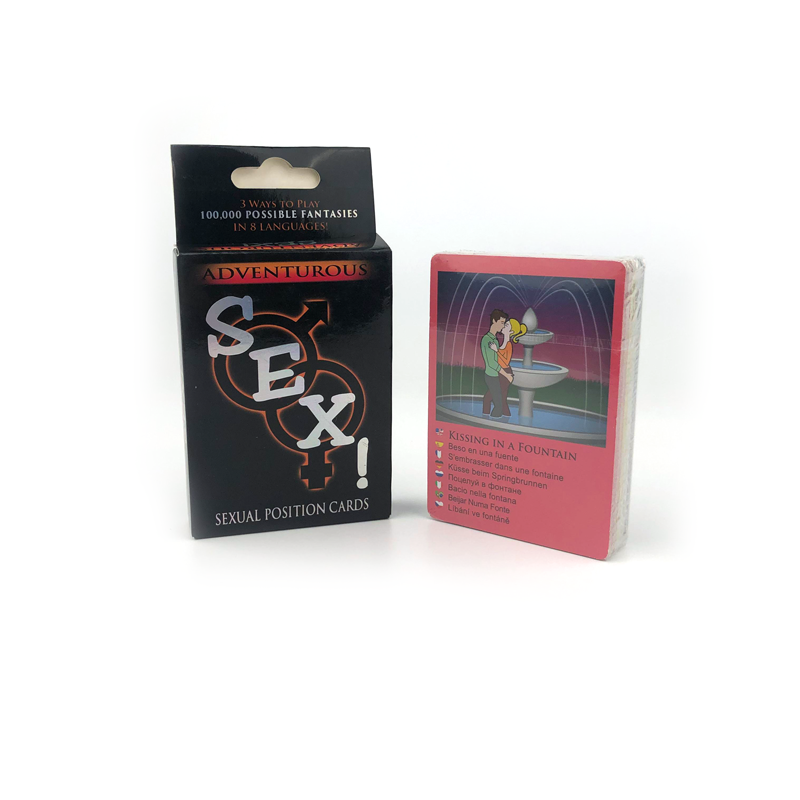 3 Ways to Play
100,000 POSSIBLE FANTASIES
IN 8 LANGUAGES!
ADVENTUROUS
SEX!
SEXUAL POSITION CARDS
KISSING IN A FOUNTAIN
Beso en una fuente
S'embrasser dans une fontaine
Küsse beim Springbrunnen
Поцелуй в фонтане
Bacio nella fontana
Beijar Numa Fonte
Líbání ve fontáně